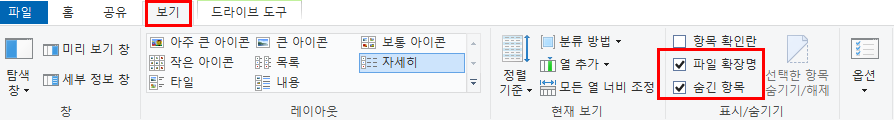 파일 홈 공유 보기 드라이브 도구
탐색 창
미리 보기 창
세부 정보 창
창
아주 큰 아이콘 큰 아이콘 보통 아이콘
작은 아이콘 목록 자세히
타일 내용
레이아웃
정렬 기준
분류 방법
열 추가
모든 열 너비 조정
현재 보기
항목 확인란
파일 확장명
숨긴 항목
선택한 항목
숨기기/해제
표시/숨기기
옵션